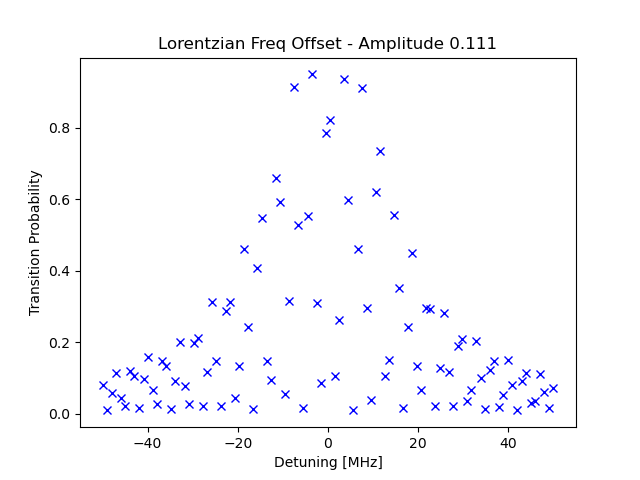 Lorentzian Freq Offset - Amplitude 0.111
Transition Probability
0.8
0.6
0.4
0.2
0.0
−40 −20 0 20 40
Detuning [MHz]